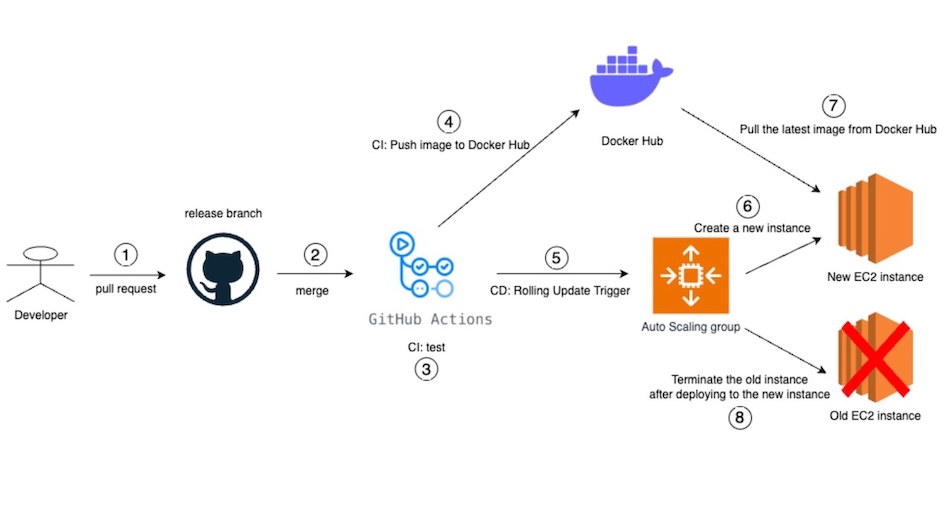 ①
pull request
Developer
release branch
②
merge
GitHub Actions
CI: test
③
④
CI: Push image to Docker Hub
Docker Hub
⑤
CD: Rolling Update Trigger
Auto Scaling group
⑥
Create a new instance
⑦
Pull the latest image from Docker Hub
New EC2 instance
Terminate the old instance
after deploying to the new instance
⑧
Old EC2 instance